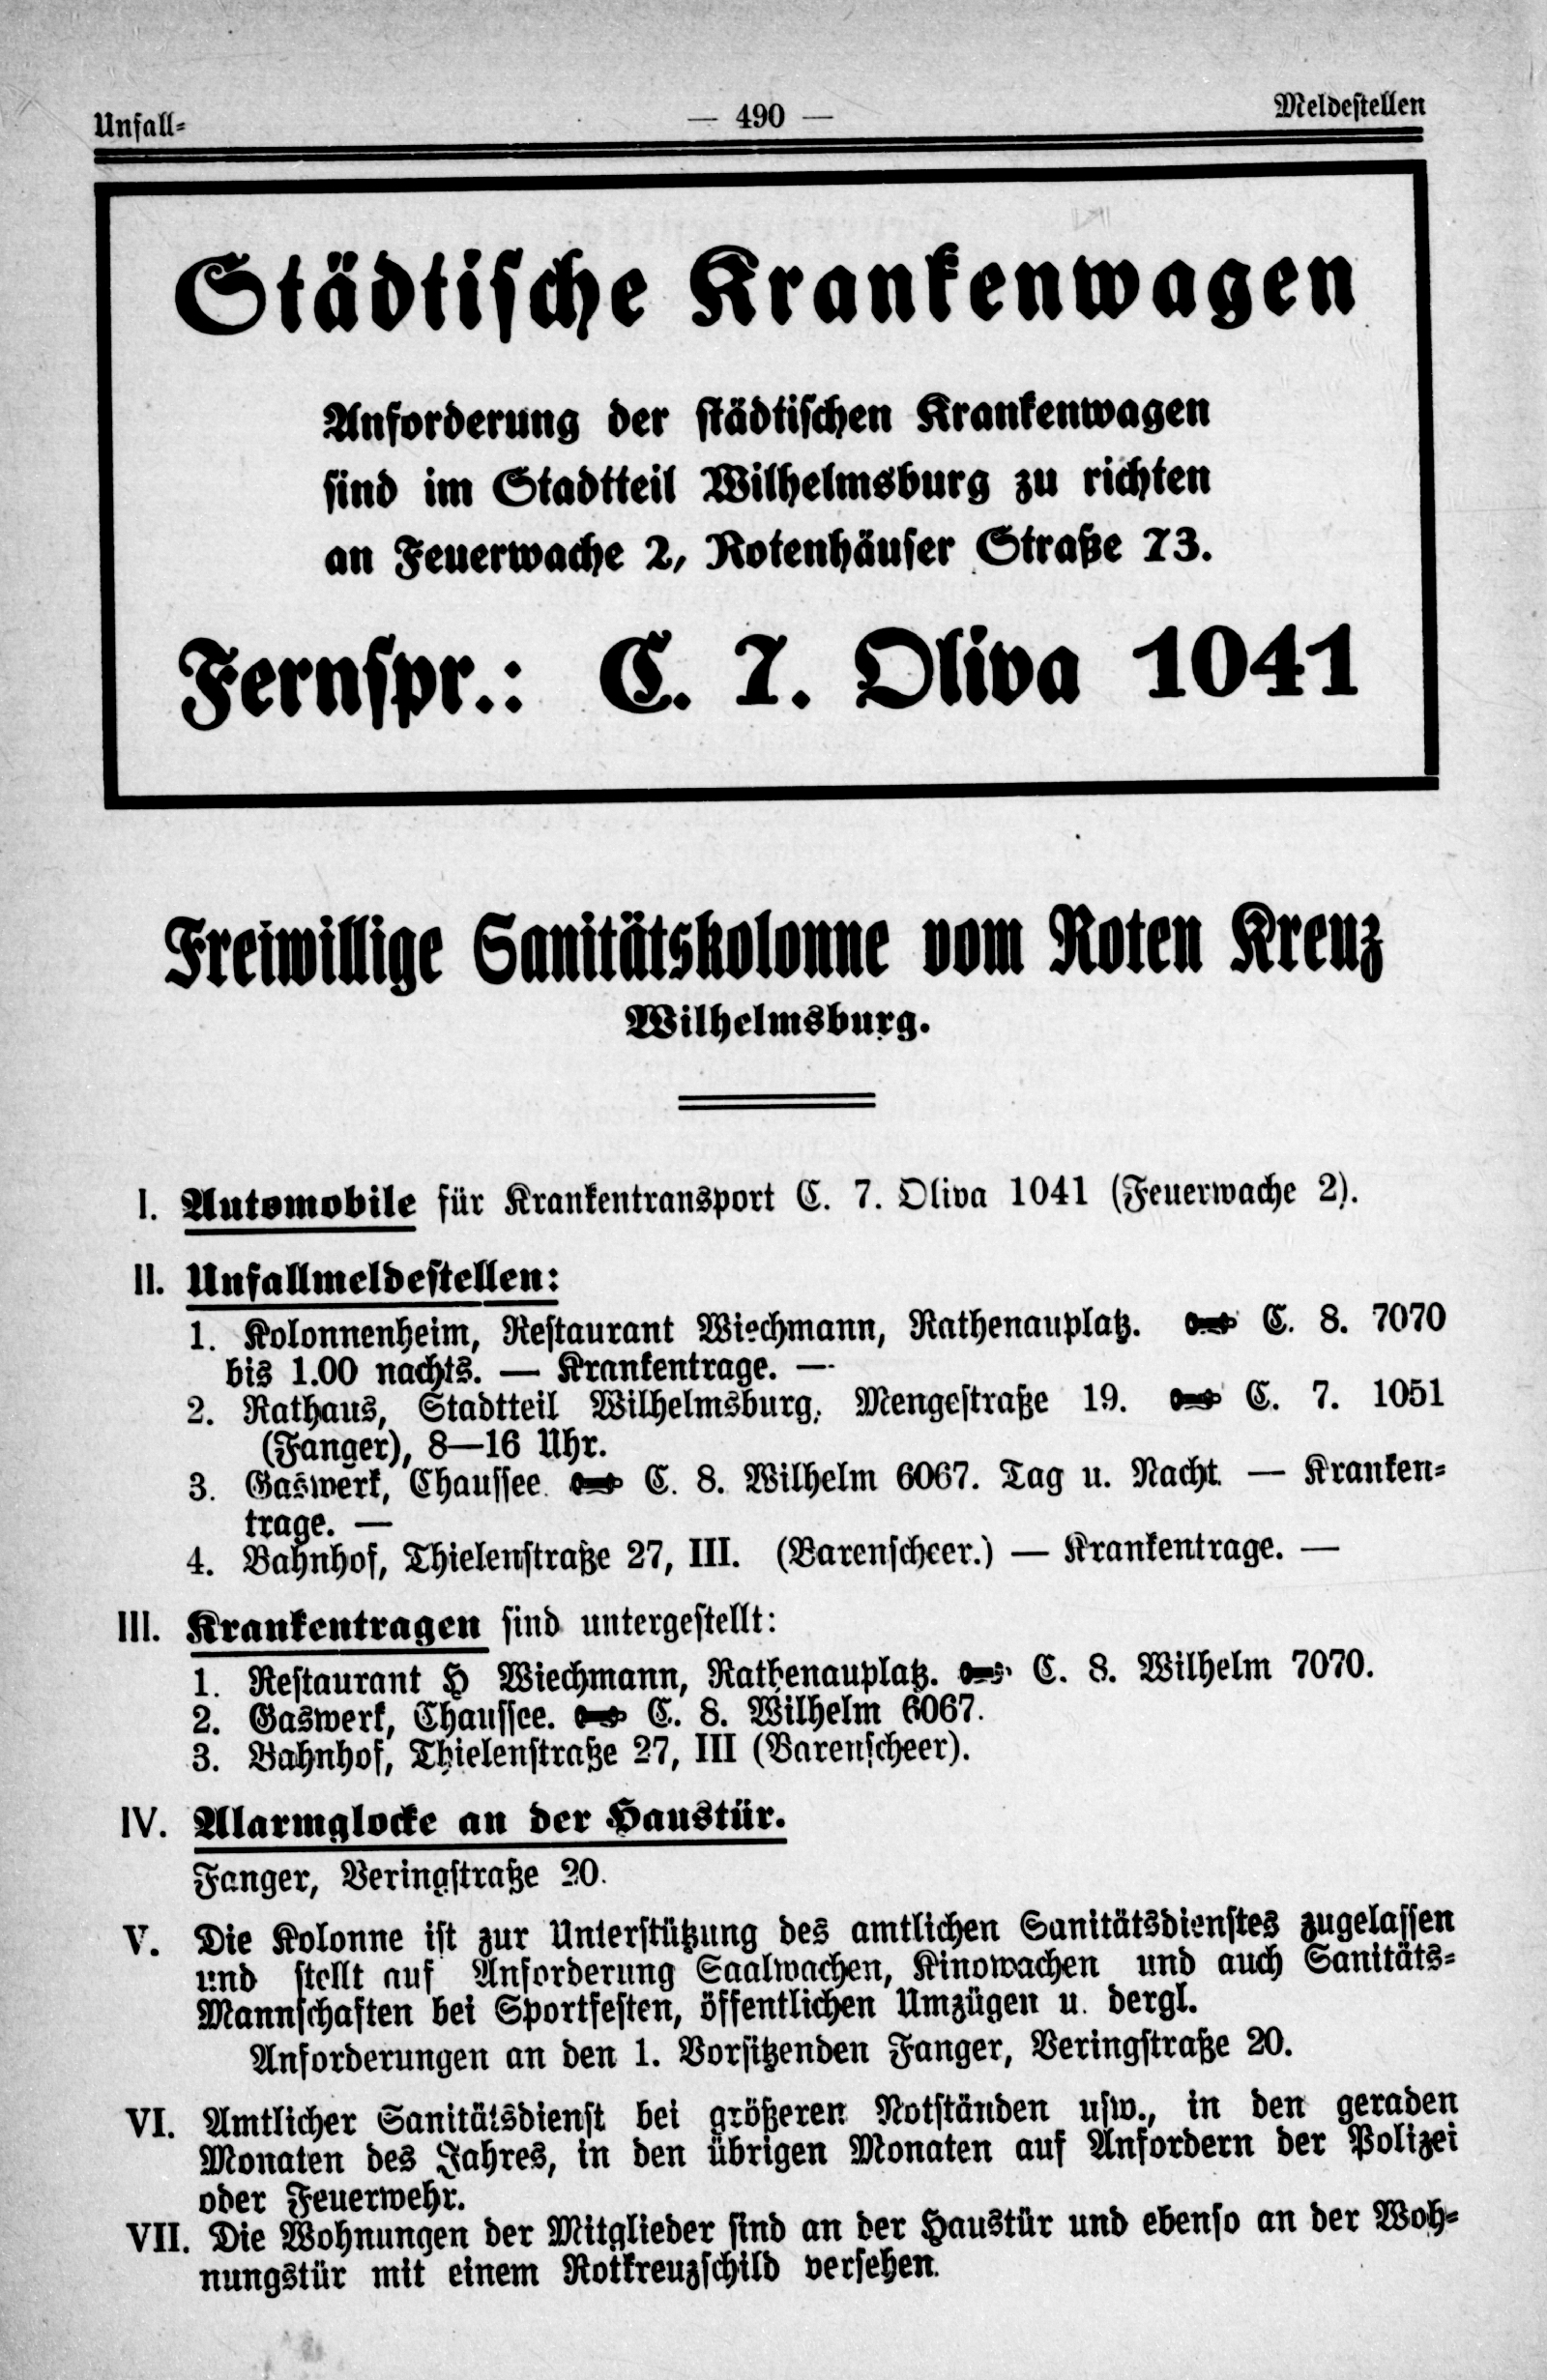 Unfall-
— 490 —
Meldestellen
Städtische Krankenwagen
Anforderung der städtischen Krankenwagen
sind im Stadtteil Wilhelmsburg zu richten
an Feuerwache 2, Rotenhäuser Straße 73.
Fernspr.: C. 7. Oliva 1041
Freiwillige Sanitätskolonne vom Roten Kreuz
Wilhelmsburg.
I. Automobile für Krankentransport C. 7. Oliva 1041 (Feuerwache 2).
II. Unfallmeldestellen:
1. Kolonnenheim, Restaurant Wiechmann, Rathenauplatz. C. 8. 7070
bis 1.00 nachts. — Krankentrage. —
2. Rathaus, Stadtteil Wilhelmsburg, Mengestraße 19. C. 7. 1051
(Fanger), 8—16 Uhr.
3. Gaswerk, Chaussee. C. 8. Wilhelm 6067. Tag u. Nacht. — Kranken-
trage. —
4. Bahnhof, Thielenstraße 27, III. (Barenscheer.) — Krankentrage. —
III. Krankentragen sind untergestellt:
1. Restaurant H Wiechmann, Rathenauplatz. C. 8. Wilhelm 7070.
2. Gaswerk, Chaussee. C. 8. Wilhelm 6067.
3. Bahnhof, Thielenstraße 27, III (Barenscheer).
IV. Alarmglocke an der Haustür.
Fanger, Veringstraße 20.
V. Die Kolonne ist zur Unterstützung des amtlichen Sanitätsdienstes zugelassen
und stellt auf Anforderung Saalwachen, Kinowachen und auch Sanitäts-
Mannschaften bei Sportfesten, öffentlichen Umzügen u. dergl.
Anforderungen an den 1. Vorsitzenden Fanger, Veringstraße 20.
VI. Amtlicher Sanitätsdienst bei größeren Notständen usw., in den geraden
Monaten des Jahres, in den übrigen Monaten auf Anfordern der Polizei
oder Feuerwehr.
VII. Die Wohnungen der Mitglieder sind an der Haustür und ebenso an der Woh-
nungstür mit einem Rotkreuzschild versehen.